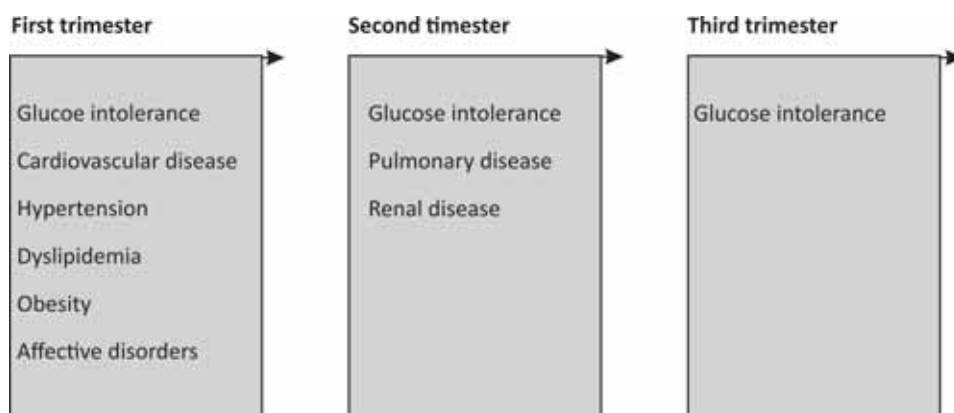 First trimester
Glucoe intolerance
Cardiovascular disease
Hypertension
Dyslipidemia
Obesity
Affective disorders
Second timester
Glucose intolerance
Pulmonary disease
Renal disease
Third trimester
Glucose intolerance